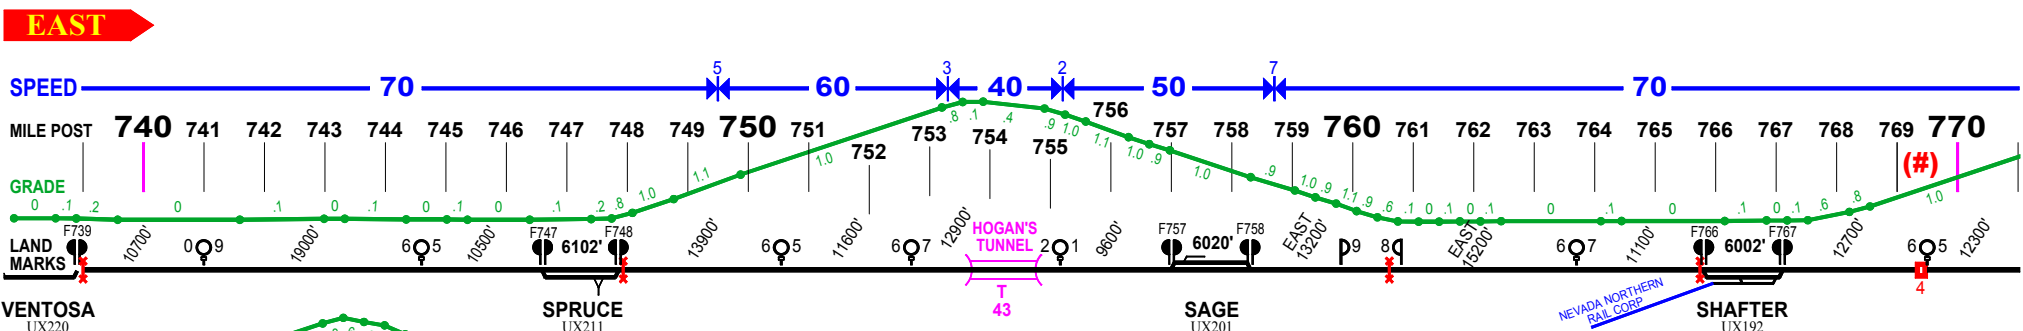 EAST
5 3 2 7
SPEED 70 60 40 50 70
MILE POST 740 741 742 743 744 745 746 747 748 749 750 751 752 753 754 755 756 757 758 759 760 761 762 763 764 765 766 767 768 769 770
(#)
GRADE 0 .1 .2 0 .1 0 .1 0 .1 0 .1 .2 .8 1.0 1.1 1.0 .8 .1 .4 .9 1.0 1.1 1.0 .9 .9 1.0 .9 1.1 .9 .6 .1 0 .1 0 .1 0 .1 0 .1 0 .1 .6 .8 1.0
F739 F747 F748 F757 F758 F766 F767
LAND
MARKS
10700' 0 9 19000' 6 5 10500' 6102' 13900' 6 5 11600' 6 7 12900'
HOGAN'S
TUNNEL
2 1 9600' 6020'
EAST
13200'
9 8
EAST
15200'
6 7 11100' 6002' 12700' 6 5 12300'
T
43
4
NEVADA NORTHERN
RAIL CORP
VENTOSA SPRUCE SAGE SHAFTER
UX220 UX211 UX201 UX192